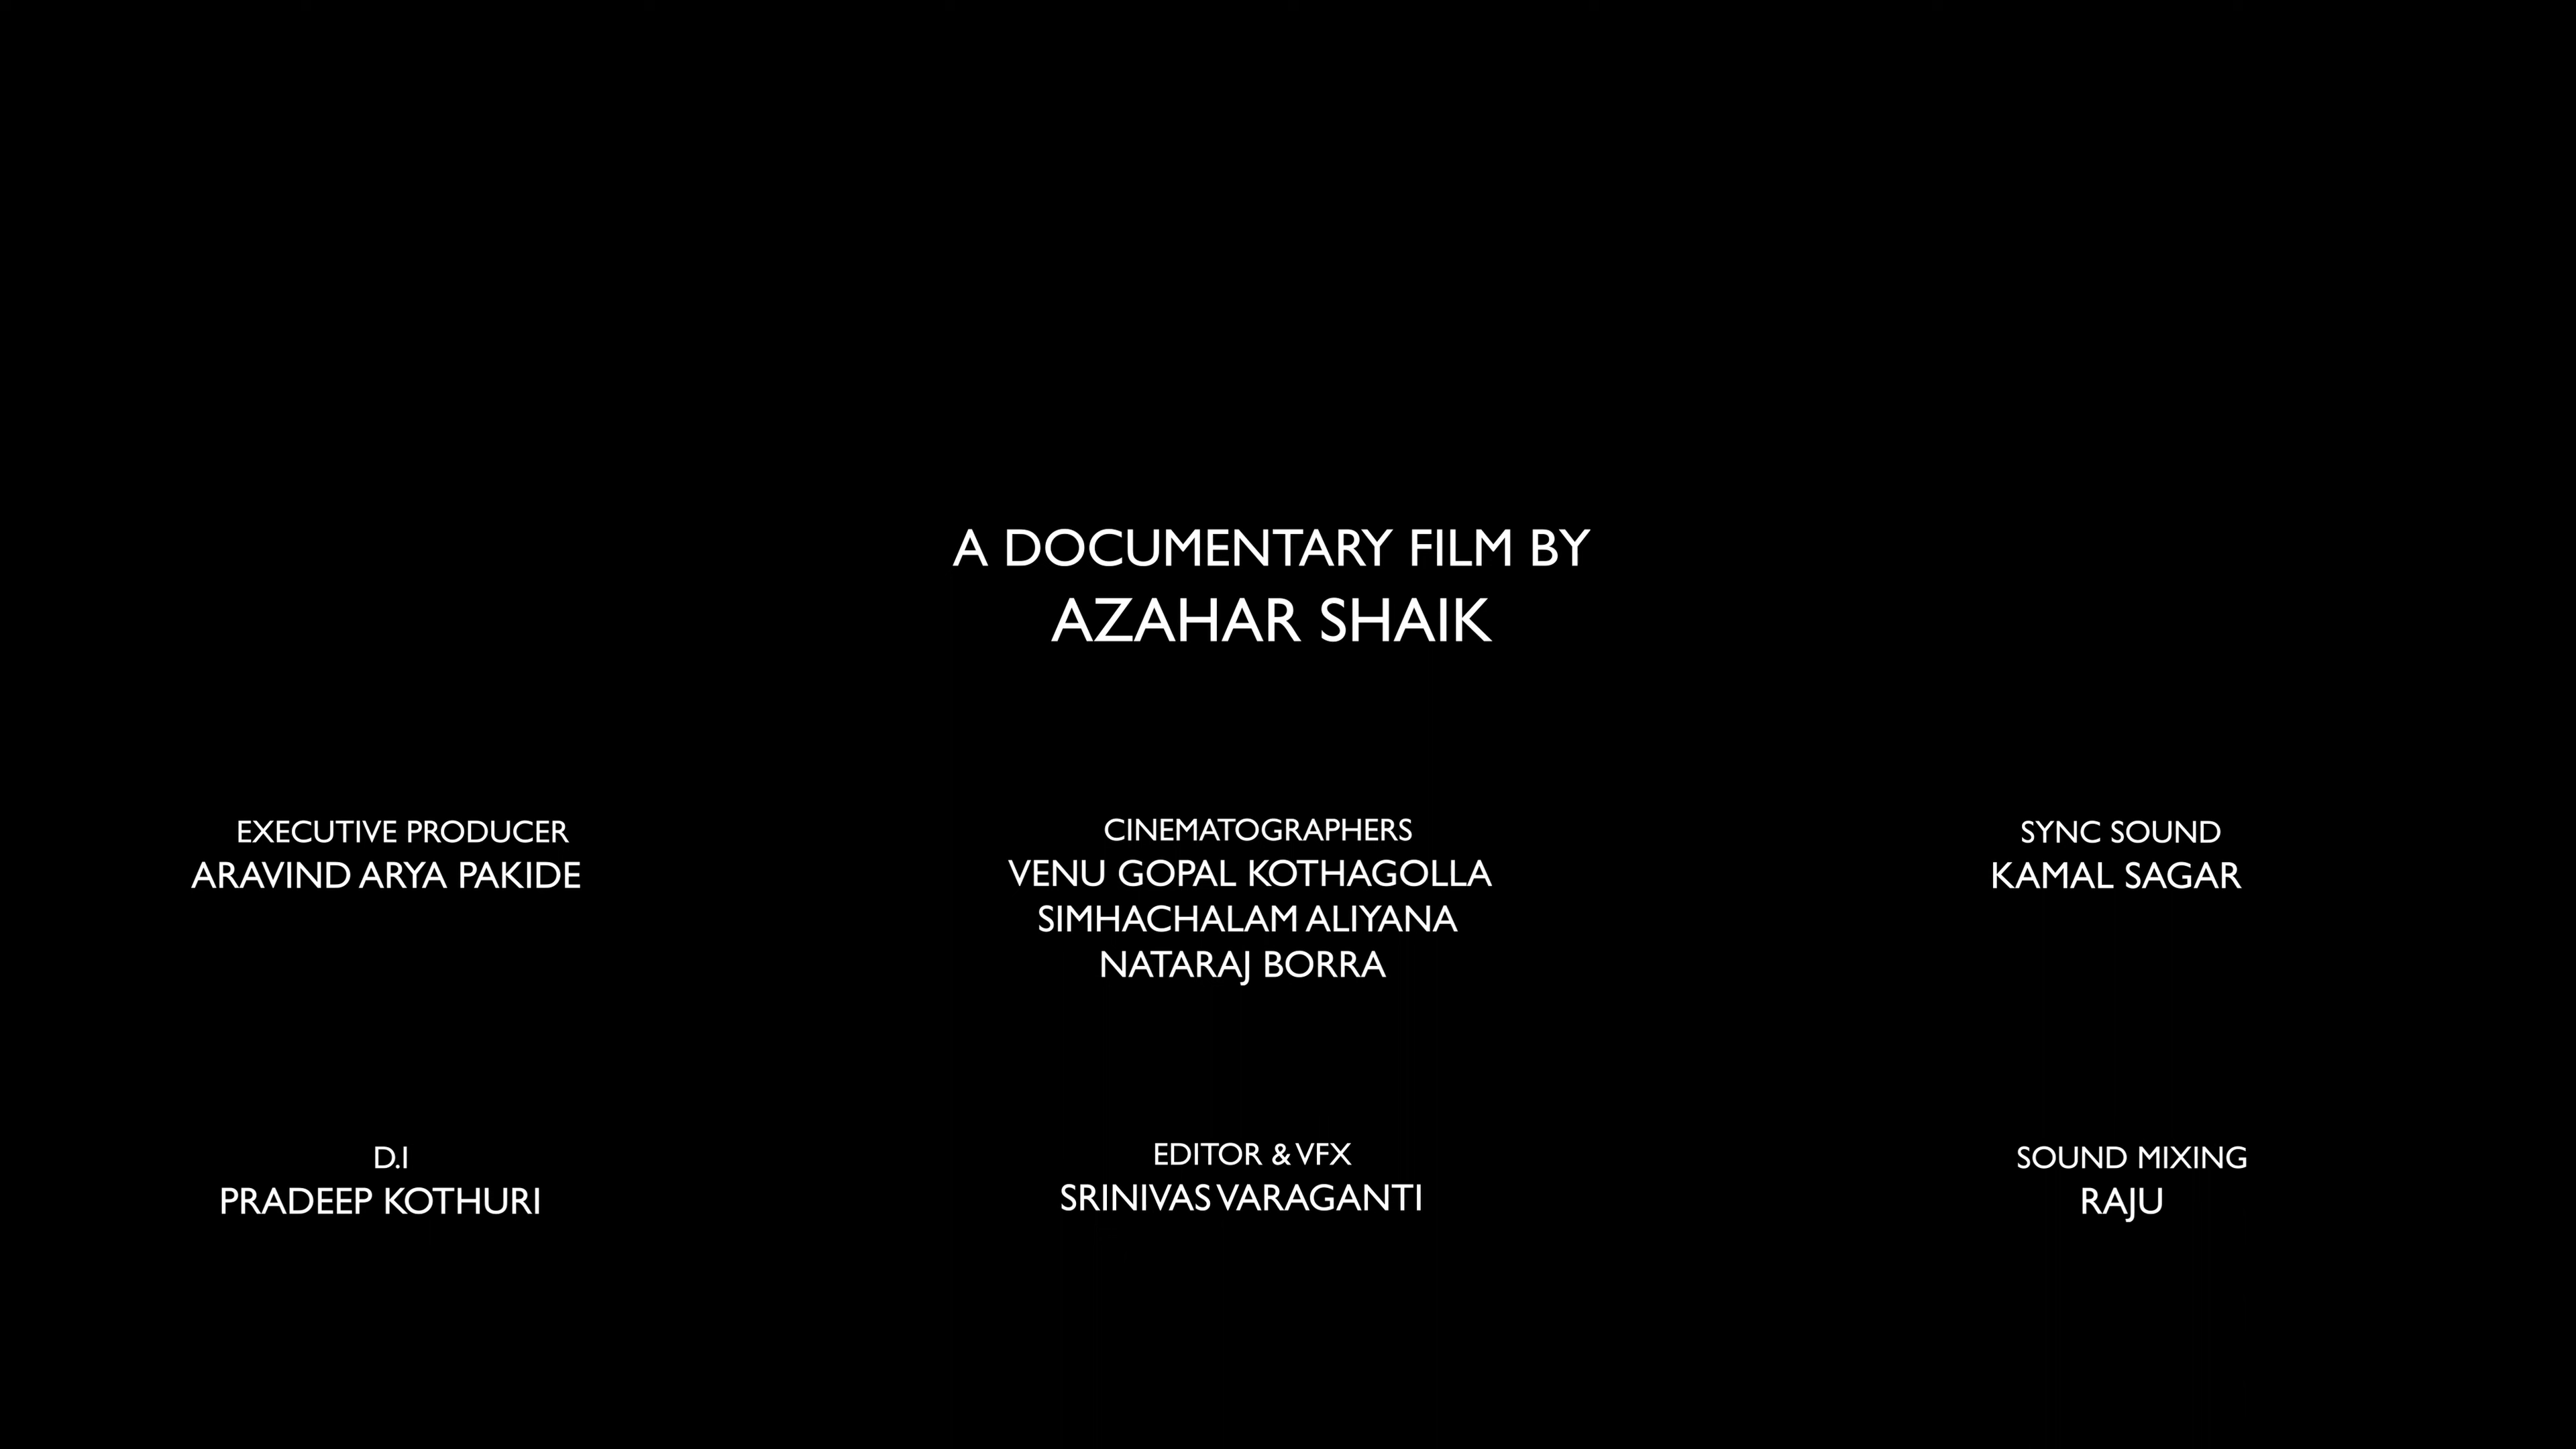 A DOCUMENTARY FILM BY
AZAHAR SHAIK
EXECUTIVE PRODUCER
ARAVIND ARYA PAKIDE
CINEMATOGRAPHERS
VENU GOPAL KOTHAGOLLA
SIMHACHALAM ALIYANA
NATARAJ BORRA
SYNC SOUND
KAMAL SAGAR
D.I
PRADEEP KOTHURI
EDITOR & VFX
SRINIVAS VARAGANTI
SOUND MIXING
RAJU